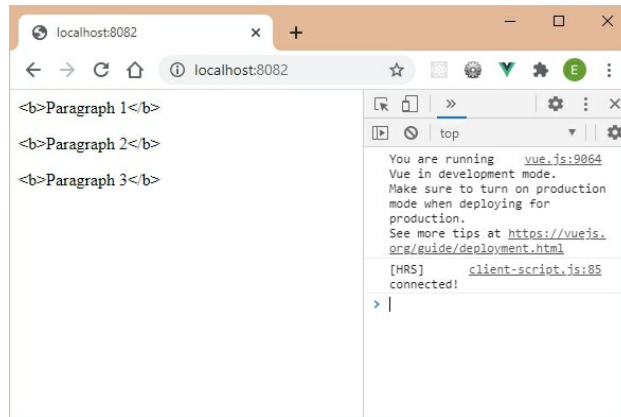 localhost:8082
localhost:8082
E
<b>Paragraph 1</b>
<b>Paragraph 2</b>
<b>Paragraph 3</b>
»
top
You are running vue.js:9064
Vue in development mode.
Make sure to turn on production
mode when deploying for
production.
See more tips at https://vuejs.
org/guide/deployment.html
[HRS] client-script.js:85
connected!
>